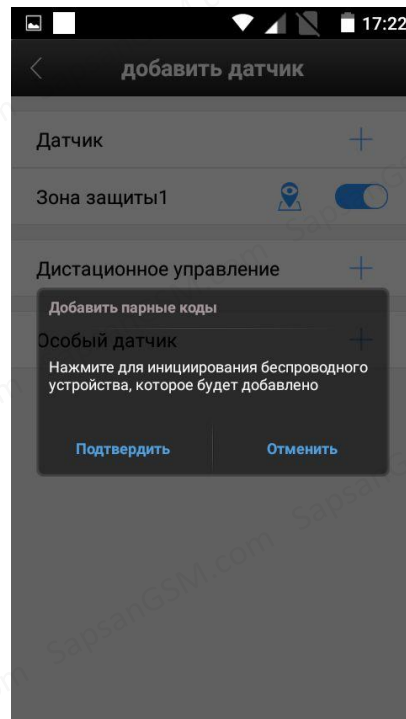 17:22
добавить датчик
Датчик
Зона защиты1
Дистационное управление
Добавить парные коды
Особый датчик
Нажмите для инициирования беспроводного
устройства, которое будет добавлено
Подтвердить Отменить
SapsanGSM.com